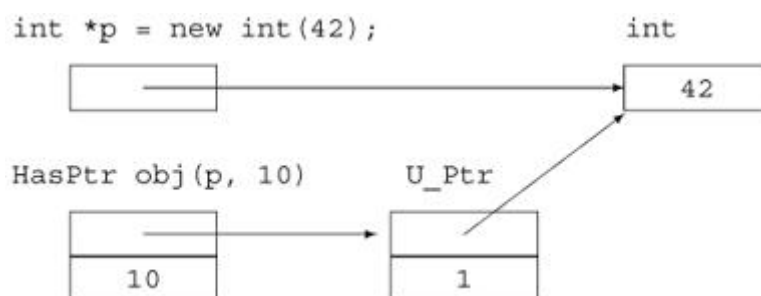 int *p = new int(42);
int
42
HasPtr obj(p, 10)
U_Ptr
10
1